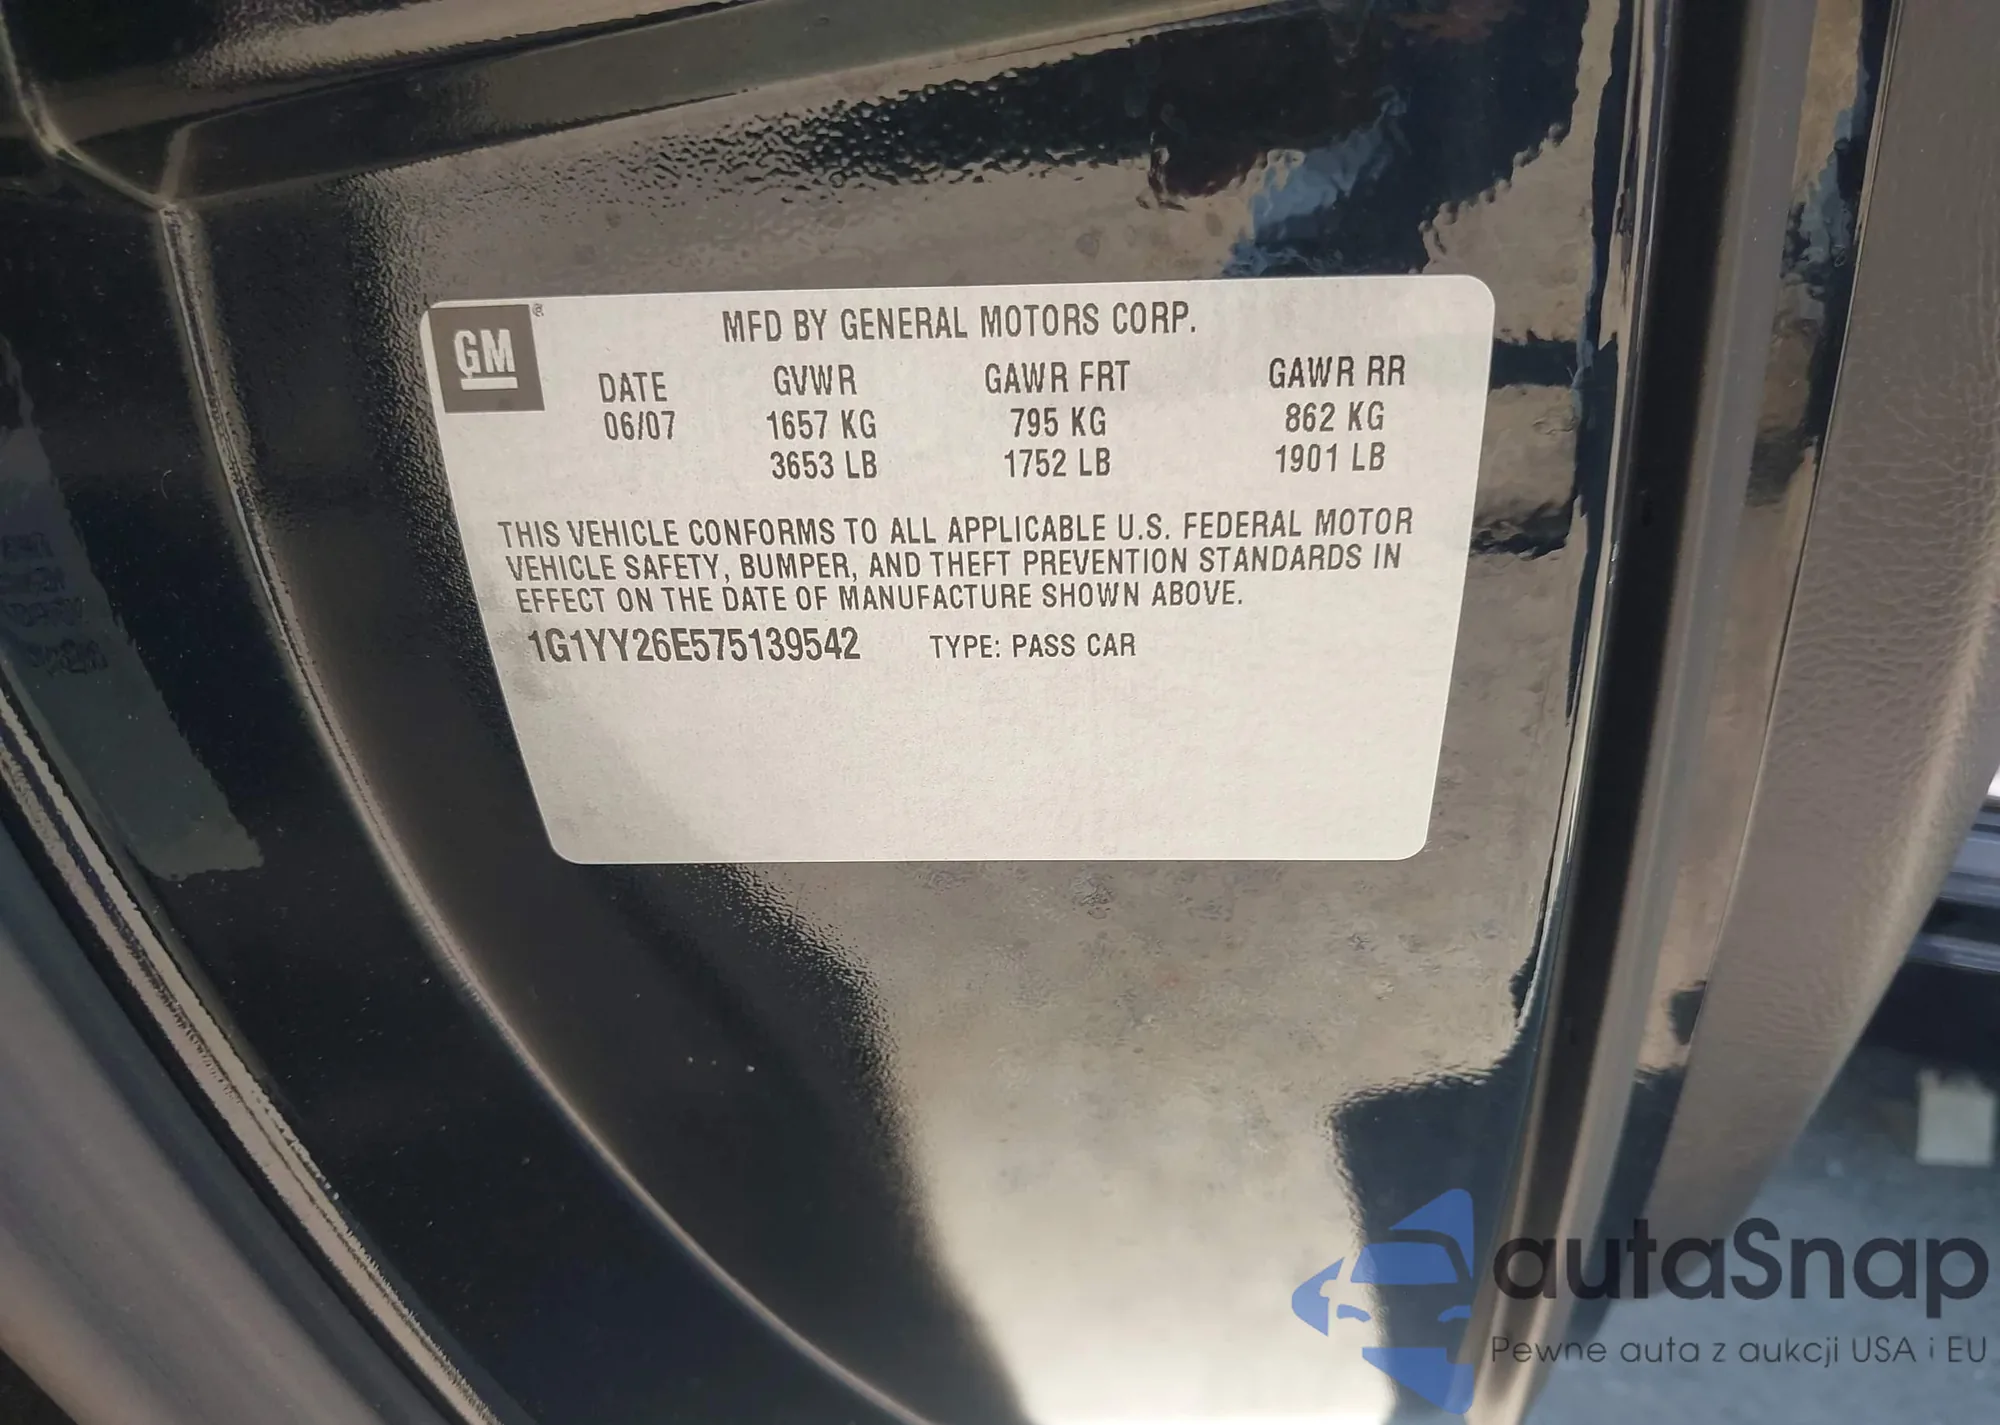 GM ®
MFD BY GENERAL MOTORS CORP.
DATE GVWR GAWR FRT GAWR RR
06/07 1657 KG 795 KG 862 KG
3653 LB 1752 LB 1901 LB
THIS VEHICLE CONFORMS TO ALL APPLICABLE U.S. FEDERAL MOTOR
VEHICLE SAFETY, BUMPER, AND THEFT PREVENTION STANDARDS IN
EFFECT ON THE DATE OF MANUFACTURE SHOWN ABOVE.
1G1YY26E575139542 TYPE: PASS CAR
autaSnap
Pewne auta z aukcji USA i EU